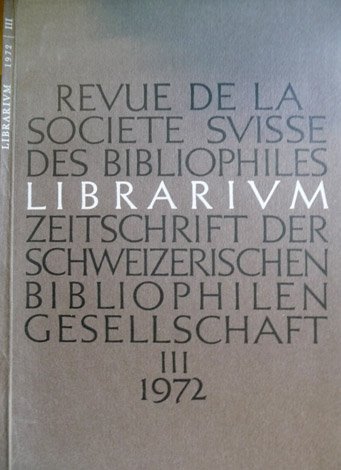 LIBRARIVM 1972 | III
REVUE DE LA
SOCIETE SVISSE
DES BIBLIOPHILES
LIBRARIVM
ZEITSCHRIFT DER
SCHWEIZERISCHEN
BIBLIOPHILEN
GESELLSCHAFT
III
1972